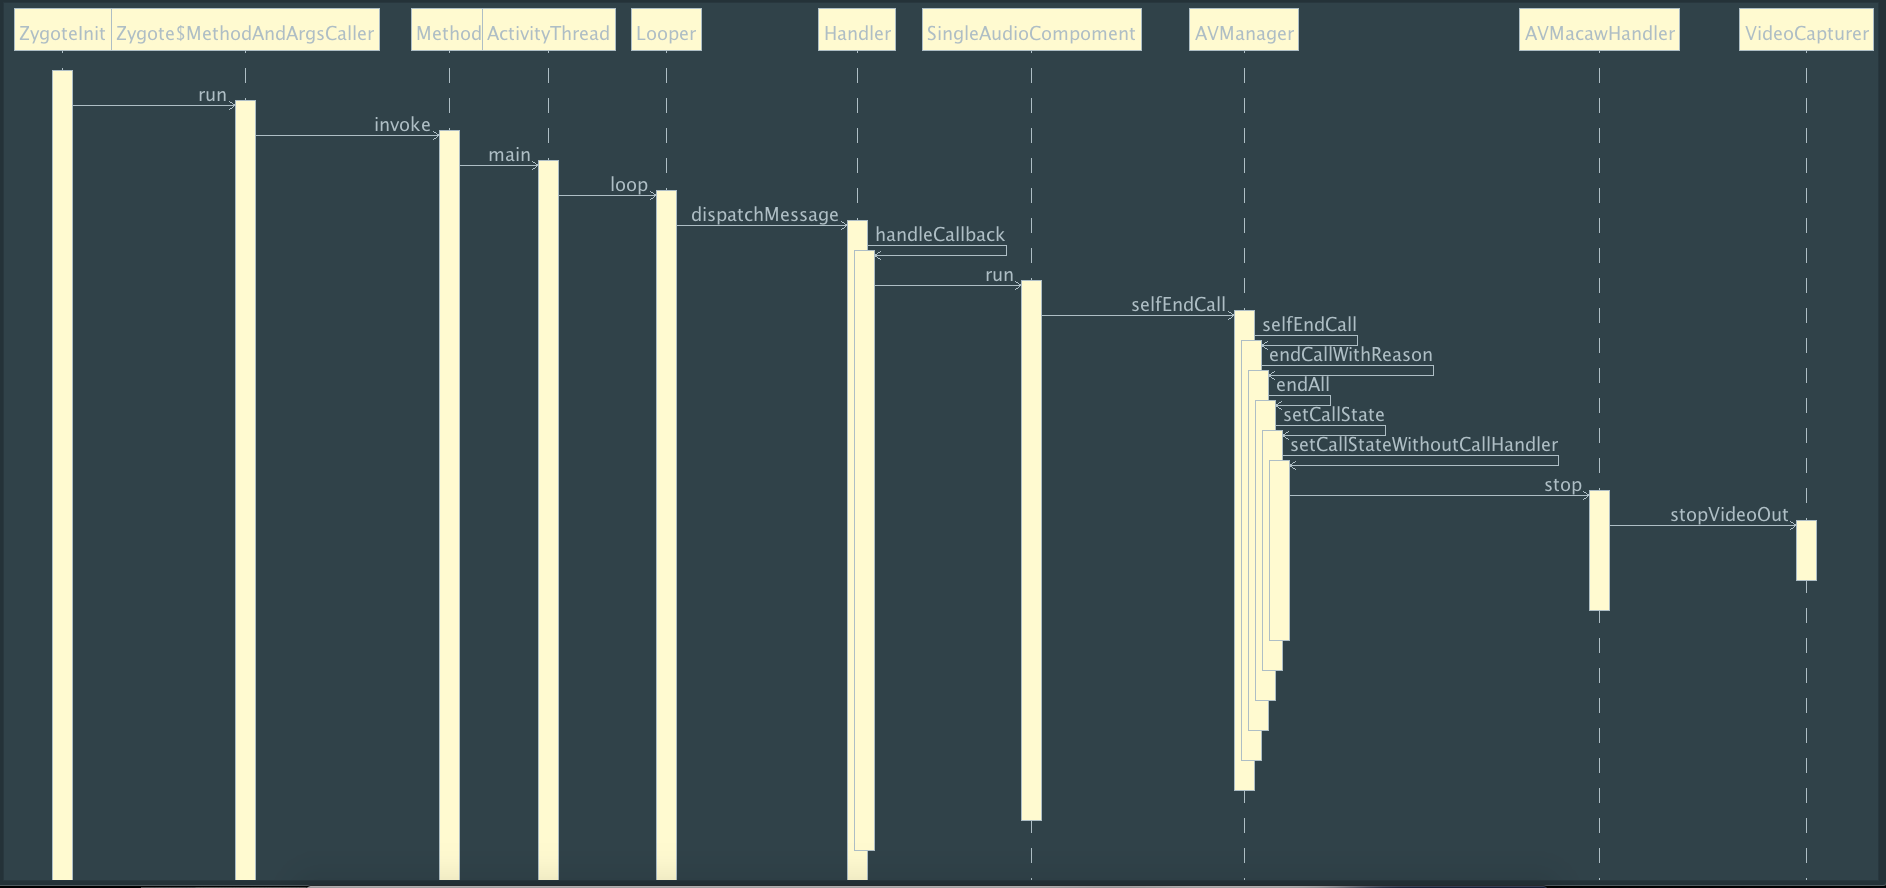 ZygoteInit
Zygote$MethodAndArgsCaller
Method
ActivityThread
Looper
Handler
SingleAudioCompoment
AVManager
AVMacawHandler
VideoCapturer
run
invoke
main
loop
dispatchMessage
handleCallback
run
selfEndCall
selfEndCall
endCallWithReason
endAll
setCallState
setCallStateWithoutCallHandler
stop
stopVideoOut